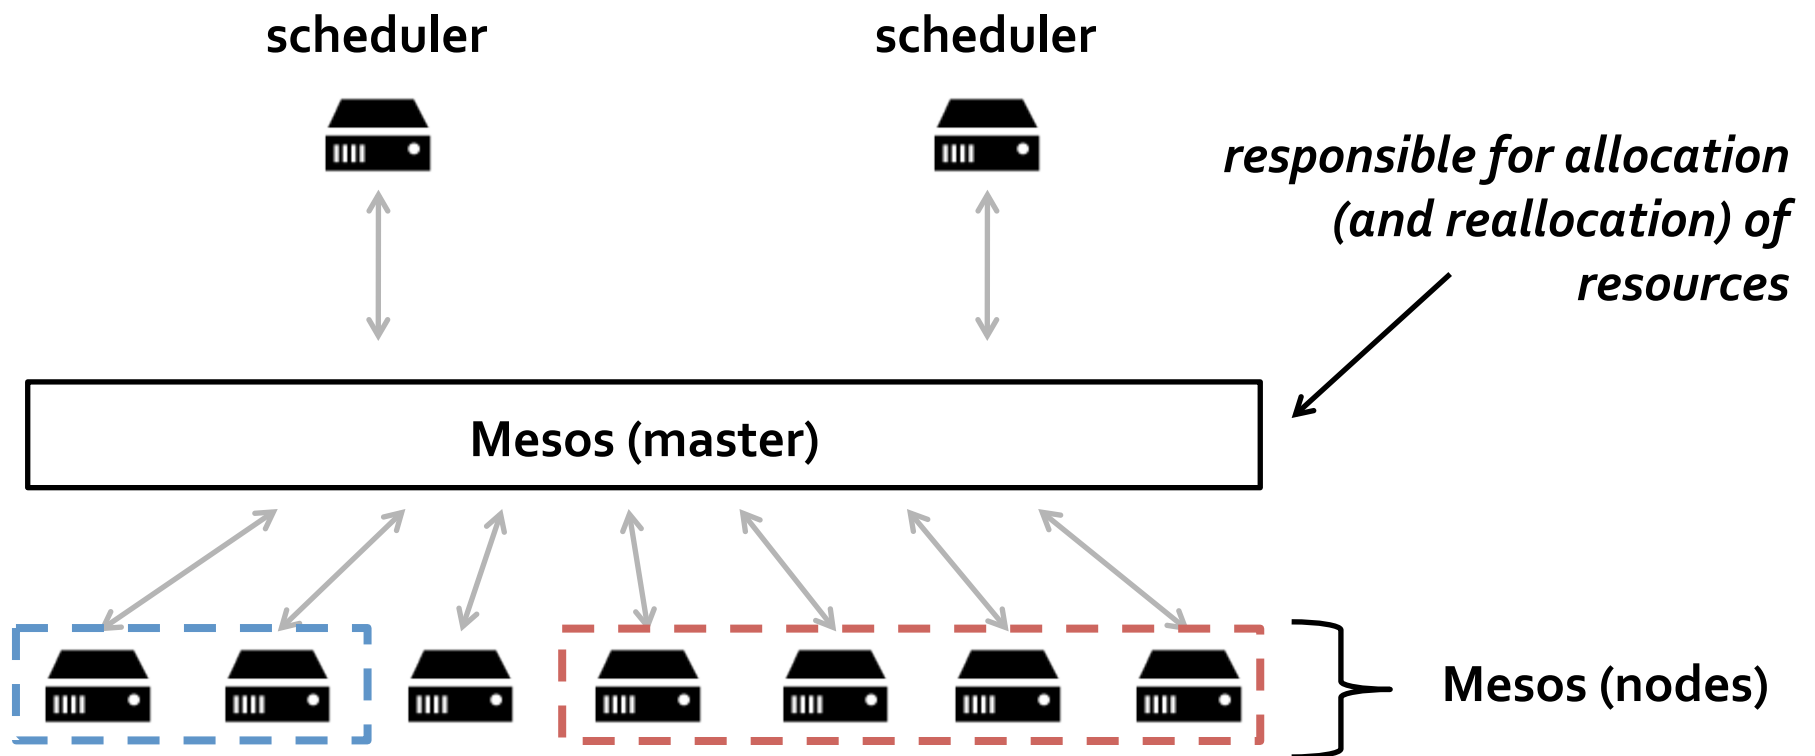 scheduler
scheduler
responsible for allocation
(and reallocation) of
resources
Mesos (master)
Mesos (nodes)